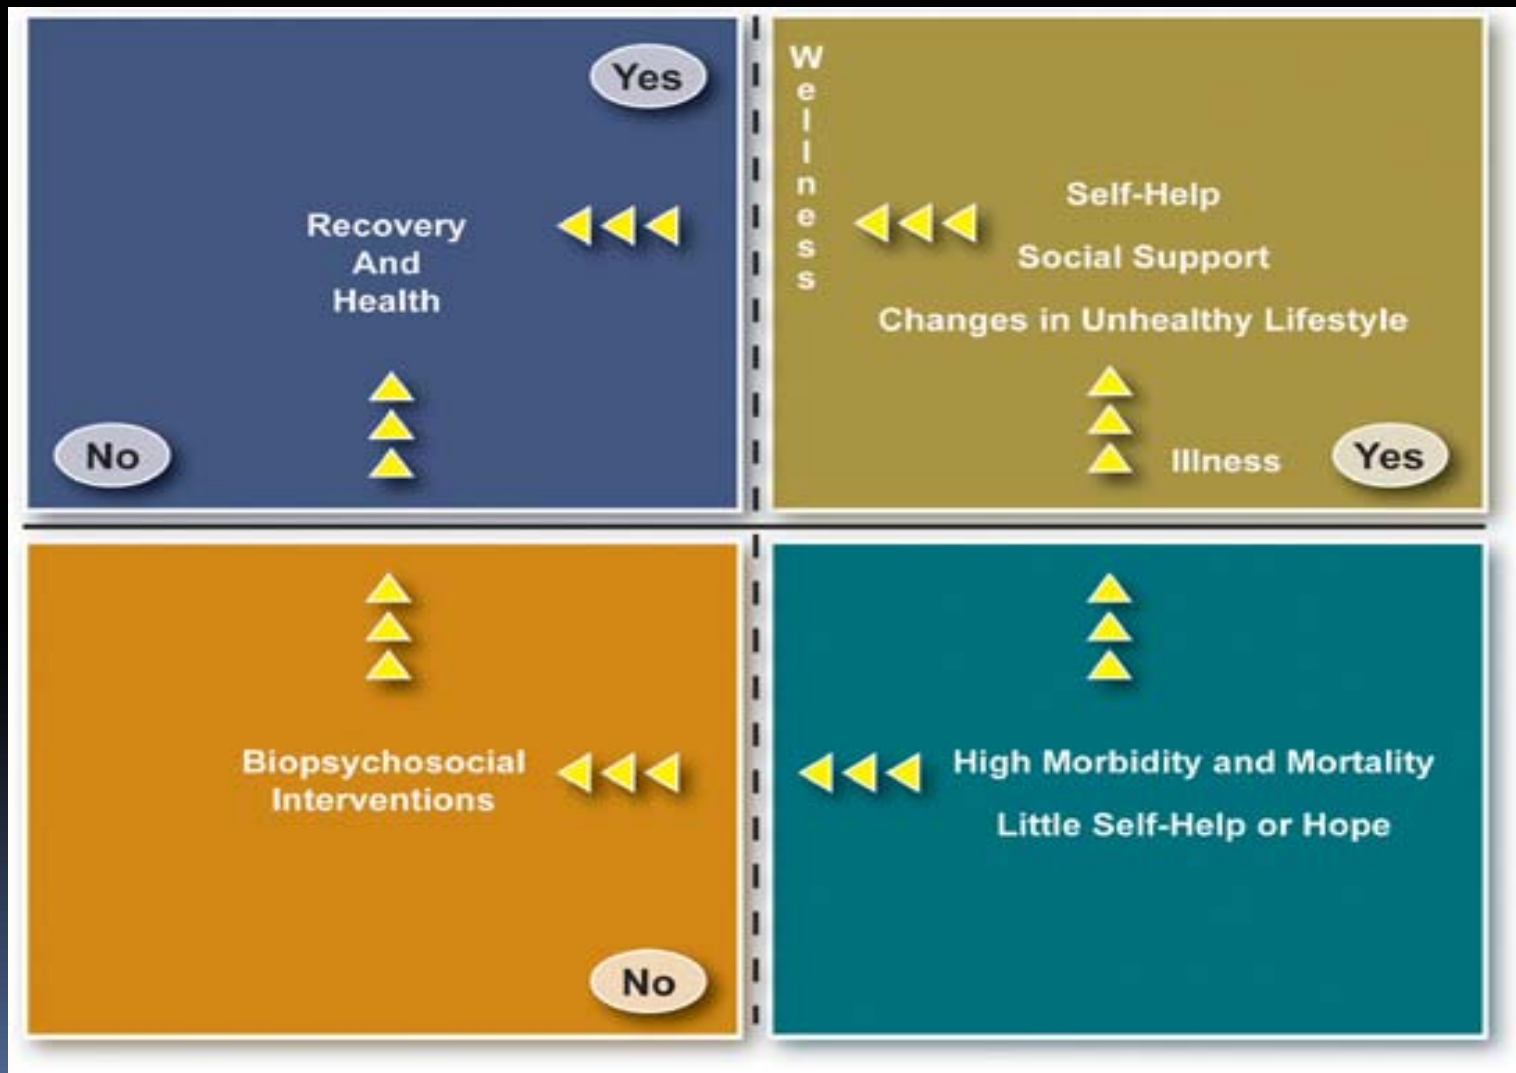 Yes
Recovery
And
Health
No
Wellness
Self-Help
Social Support
Changes in Unhealthy Lifestyle
Illness
Yes
Biopsychosocial
Interventions
No
High Morbidity and Mortality
Little Self-Help or Hope